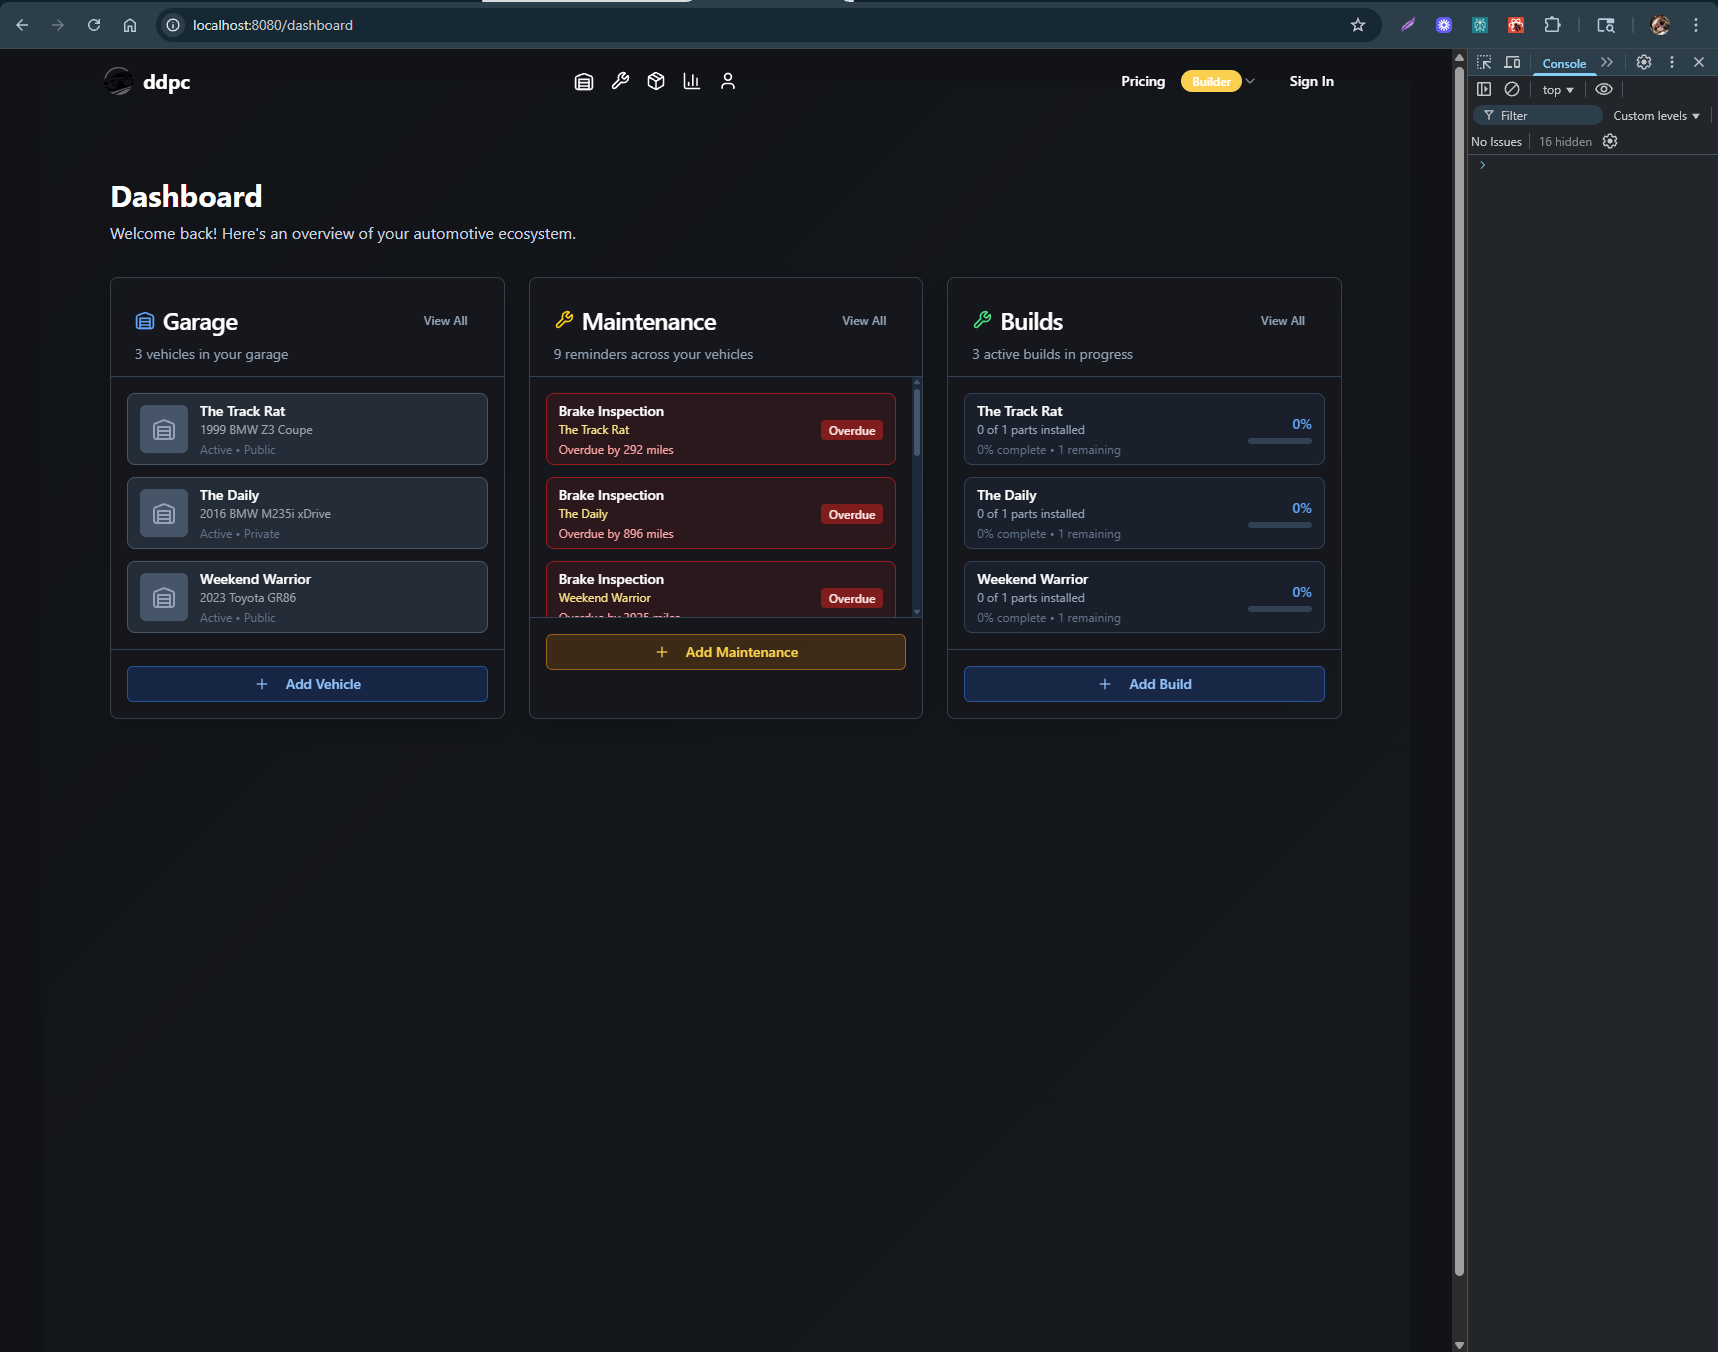 localhost:8080/dashboard
ddpc
Pricing
Builder
Sign In
Console
top
Filter
Custom levels
No Issues
16 hidden
Dashboard
Welcome back! Here's an overview of your automotive ecosystem.
Garage
View All
3 vehicles in your garage
The Track Rat
1999 BMW Z3 Coupe
Active • Public
The Daily
2016 BMW M235i xDrive
Active • Private
Weekend Warrior
2023 Toyota GR86
Active • Public
+ Add Vehicle
Maintenance
View All
9 reminders across your vehicles
Brake Inspection
The Track Rat
Overdue by 292 miles
Overdue
Brake Inspection
The Daily
Overdue by 896 miles
Overdue
Brake Inspection
Weekend Warrior
Overdue
Overdue by 2025 miles
+ Add Maintenance
Builds
View All
3 active builds in progress
The Track Rat
0 of 1 parts installed
0% complete • 1 remaining
0%
The Daily
0 of 1 parts installed
0% complete • 1 remaining
0%
Weekend Warrior
0 of 1 parts installed
0% complete • 1 remaining
0%
+ Add Build